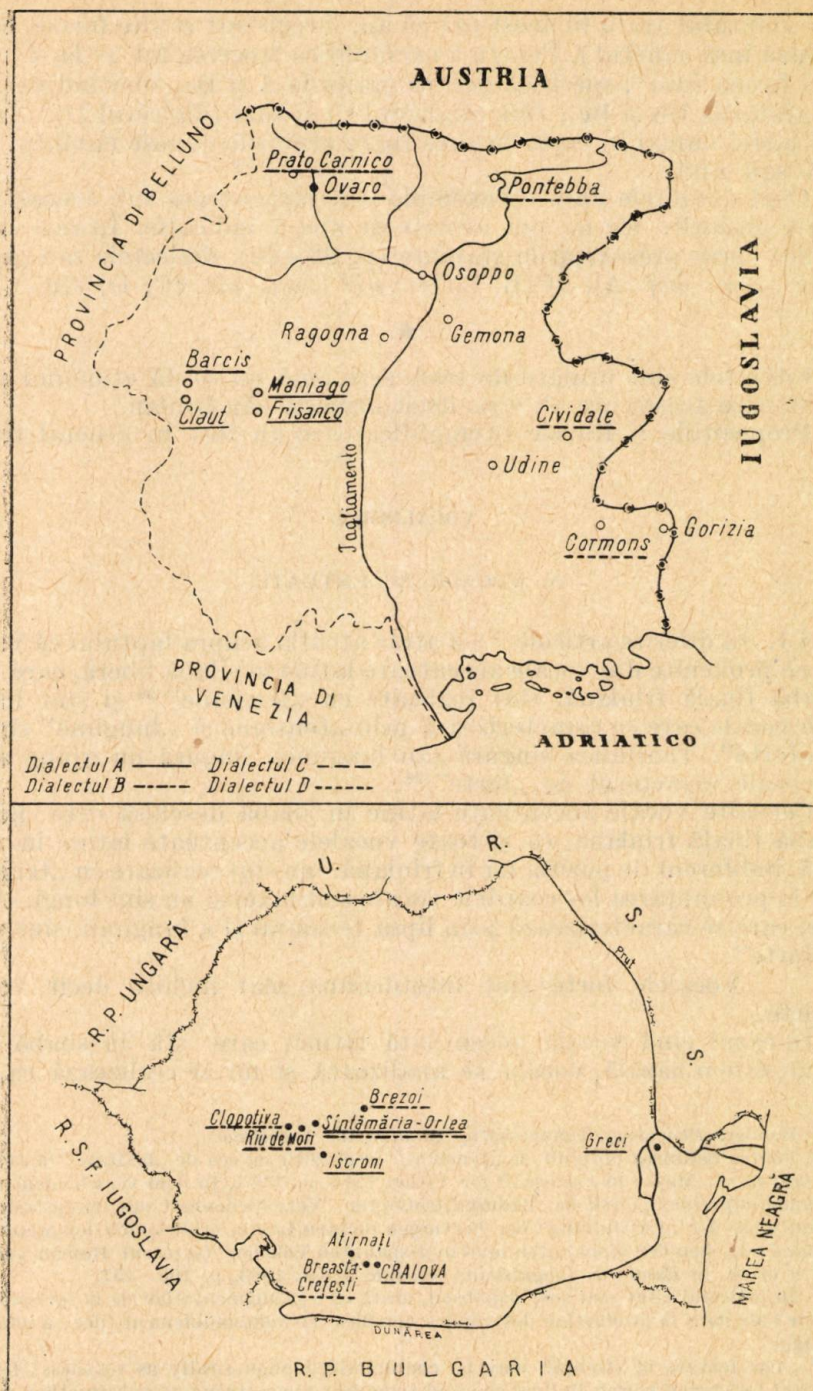 AUSTRIA
PROVINCIA DI BELLUNO
Prato Carnico
Ovaro
Pontebba
IUGOSLAVIA
Osoppo
Ragogna
Gemona
Barcis
Claut
Maniago
Frisanco
Cividale
Udine
Tagliamento
Cormons
Gorizia
PROVINCIA DI
VENEZIA
ADRIATICO
Dialectul A
Dialectul C
Dialectul B
Dialectul D
U. R. S. S.
Prut
R.P. UNGARĂ
R.S.F. IUGOSLAVIA
Brezoi
Clopotiva
Sîntămăria-Orlea
Rîu de Mori
Iscroni
Greci
MAREA NEAGRĂ
Atîrnați
Breasta
CRAIOVA
Crețești
DUNĂREA
R.P. BULGARIA